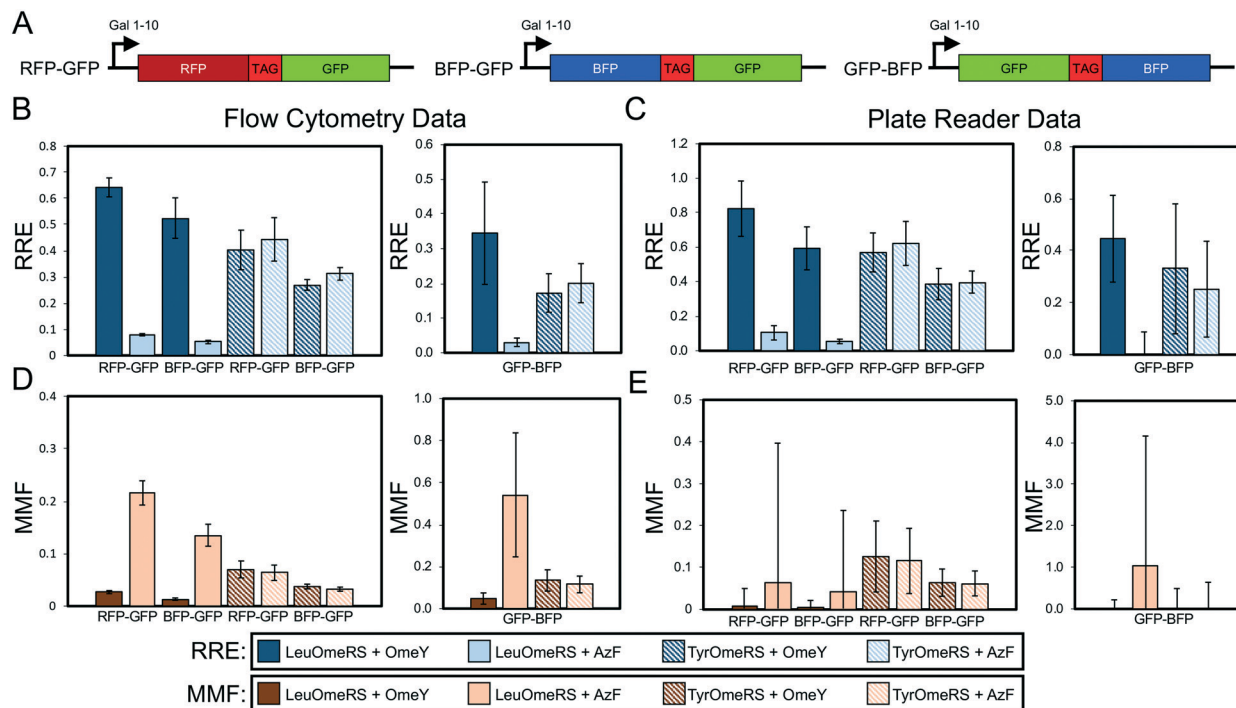 A
Gal 1-10
Gal 1-10
Gal 1-10
RFP-GFP
RFP
TAG
GFP
BFP-GFP
BFP
TAG
GFP
GFP-BFP
GFP
TAG
BFP
B
Flow Cytometry Data
C
Plate Reader Data
RRE
0.8
0.7
0.6
0.5
0.4
0.3
0.2
0.1
0
RFP-GFP BFP-GFP RFP-GFP BFP-GFP
RRE
0.6
0.5
0.4
0.3
0.2
0.1
0.0
GFP-BFP
RRE
1.2
1.0
0.8
0.6
0.4
0.2
0.0
RFP-GFP BFP-GFP RFP-GFP BFP-GFP
RRE
0.8
0.6
0.4
0.2
0.0
GFP-BFP
D
MMF
0.4
0.3
0.2
0.1
0
RFP-GFP BFP-GFP RFP-GFP BFP-GFP
MMF
1.0
0.8
0.6
0.4
0.2
0.0
GFP-BFP
E
MMF
0.5
0.4
0.3
0.2
0.1
0
RFP-GFP BFP-GFP RFP-GFP BFP-GFP
MMF
5.0
4.0
3.0
2.0
1.0
0.0
GFP-BFP
RRE: LeuOmeRS + OmeY LeuOmeRS + AzF TyrOmeRS + OmeY TyrOmeRS + AzF
MMF: LeuOmeRS + OmeY LeuOmeRS + AzF TyrOmeRS + OmeY TyrOmeRS + AzF